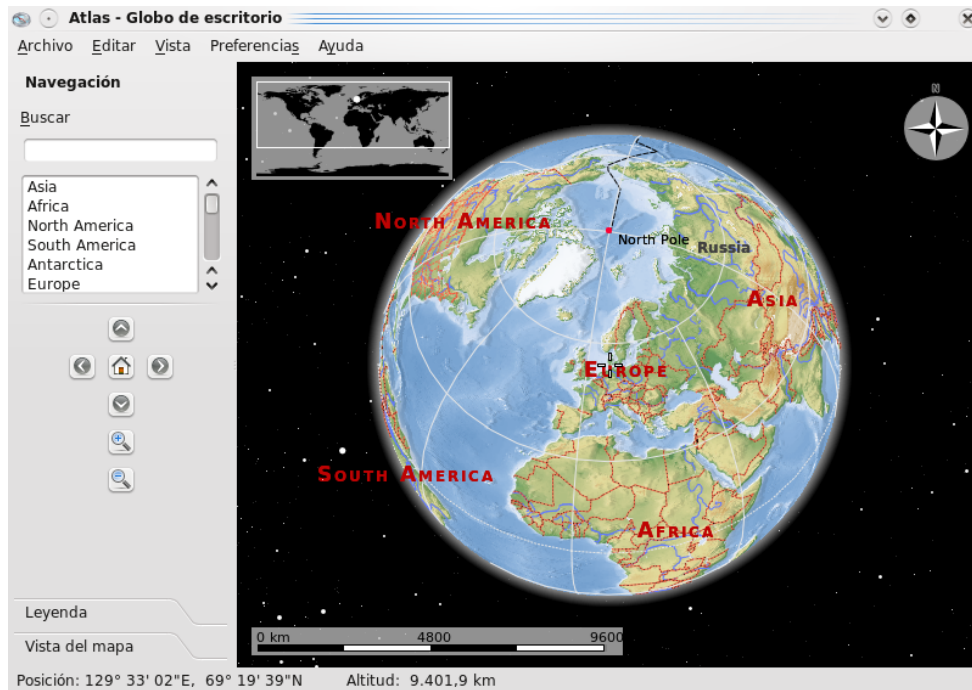 Atlas - Globo de escritorio
Archivo Editar Vista Preferencias Ayuda
Navegación
Buscar
Asia
Africa
North America
South America
Antarctica
Europe
Leyenda
Vista del mapa
N
North America
North Pole
Russia
Asia
Europe
South America
Africa
0 km 4800 9600
Posición: 129° 33' 02"E, 69° 19' 39"N Altitud: 9.401,9 km